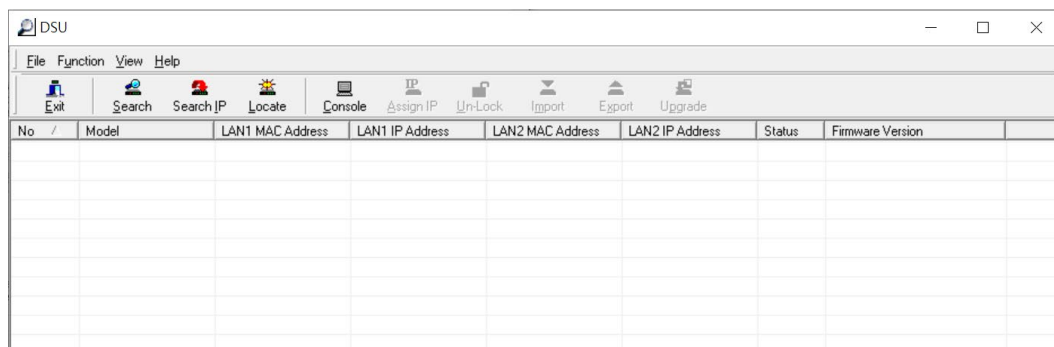 DSU
File Function View Help
Exit Search Search IP Locate Console Assign IP Un-Lock Import Export Upgrade
No Model LAN1 MAC Address LAN1 IP Address LAN2 MAC Address LAN2 IP Address Status Firmware Version